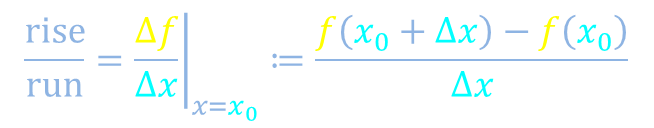 rise/run = Δf/Δx|ₓ₌ₓ₀ := (f(x₀ + Δx) − f(x₀))/Δx